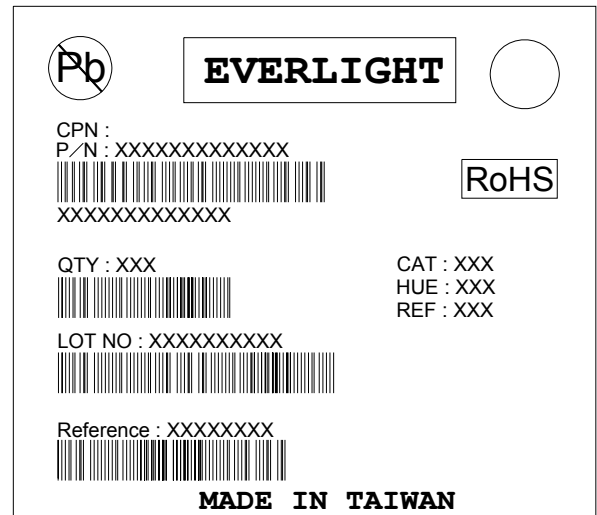 Pb
EVERLIGHT
CPN :
P/N : XXXXXXXXXXXXX
RoHS
XXXXXXXXXXXXX
QTY : XXX
CAT : XXX
HUE : XXX
REF : XXX
LOT NO : XXXXXXXXXX
Reference : XXXXXXXX
MADE IN TAIWAN